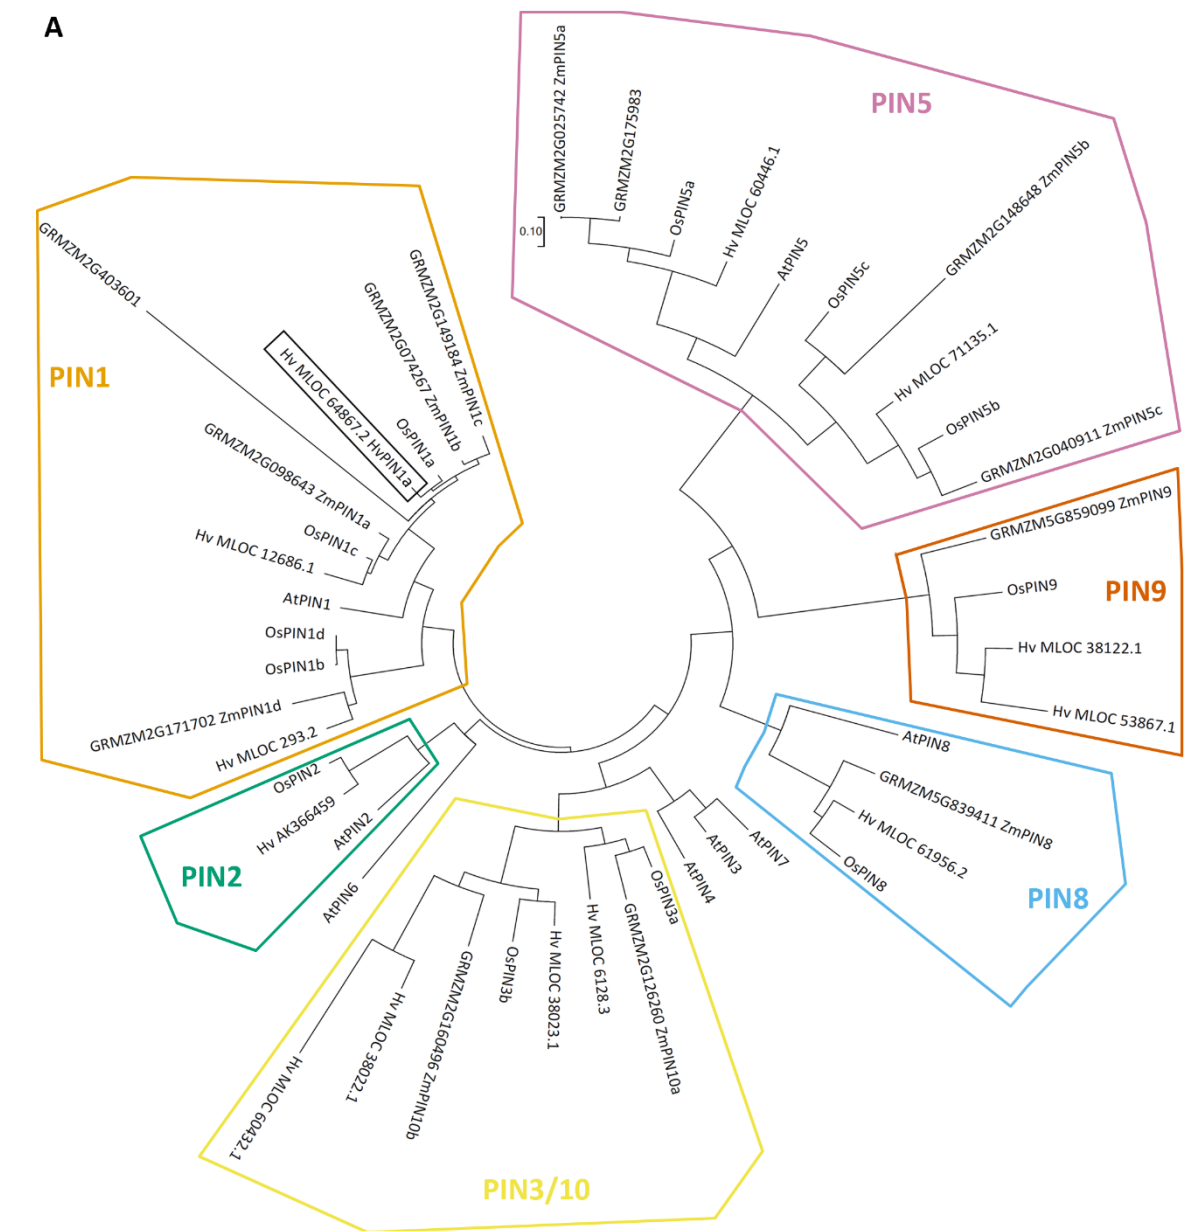 A
PIN5
GRMZM2G025742 ZmPIN5a
GRMZM2G175983
OsPIN5a
Hv MLOC 60446.1
AtPIN5
OsPIN5c
GRMZM2G148648 ZmPIN5b
Hv MLOC 71135.1
OsPIN5b
GRMZM2G040911 ZmPIN5c
0.10
PIN1
GRMZM2G403601
GRMZM2G149184 ZmPIN1c
GRMZM2G074267 ZmPIN1b
OsPIN1a
Hv MLOC 64867.2 HvPIN1a
GRMZM2G098643 ZmPIN1a
OsPIN1c
Hv MLOC 12686.1
AtPIN1
OsPIN1d
OsPIN1b
GRMZM2G171702 ZmPIN1d
Hv MLOC 293.2
PIN9
GRMZM5G859099 ZmPIN9
OsPIN9
Hv MLOC 38122.1
Hv MLOC 53867.1
PIN2
OsPIN2
Hv AK366459
AtPIN2
AtPIN6
PIN8
AtPIN8
GRMZM5G839411 ZmPIN8
Hv MLOC 61956.2
OsPIN8
AtPIN7
AtPIN3
AtPIN4
OsPIN3a
GRMZM2G126260 ZmPIN10a
Hv MLOC 6128.3
Hv MLOC 38023.1
OsPIN3b
GRMZM2G160496 ZmPIN10b
Hv MLOC 38022.1
Hv MLOC 60432.1
PIN3/10